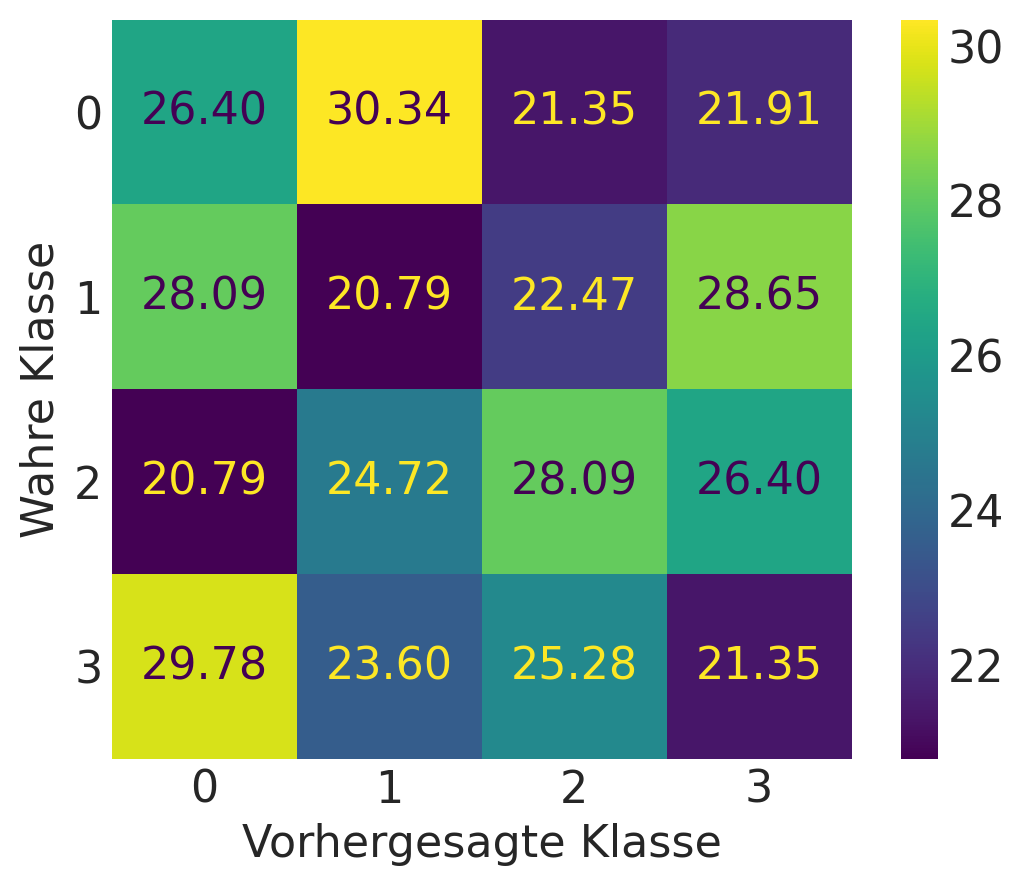 0 26.40 30.34 21.35 21.91
1 28.09 20.79 22.47 28.65
2 20.79 24.72 28.09 26.40
3 29.78 23.60 25.28 21.35
0 1 2 3
Vorhergesagte Klasse
Wahre Klasse
30
28
26
24
22